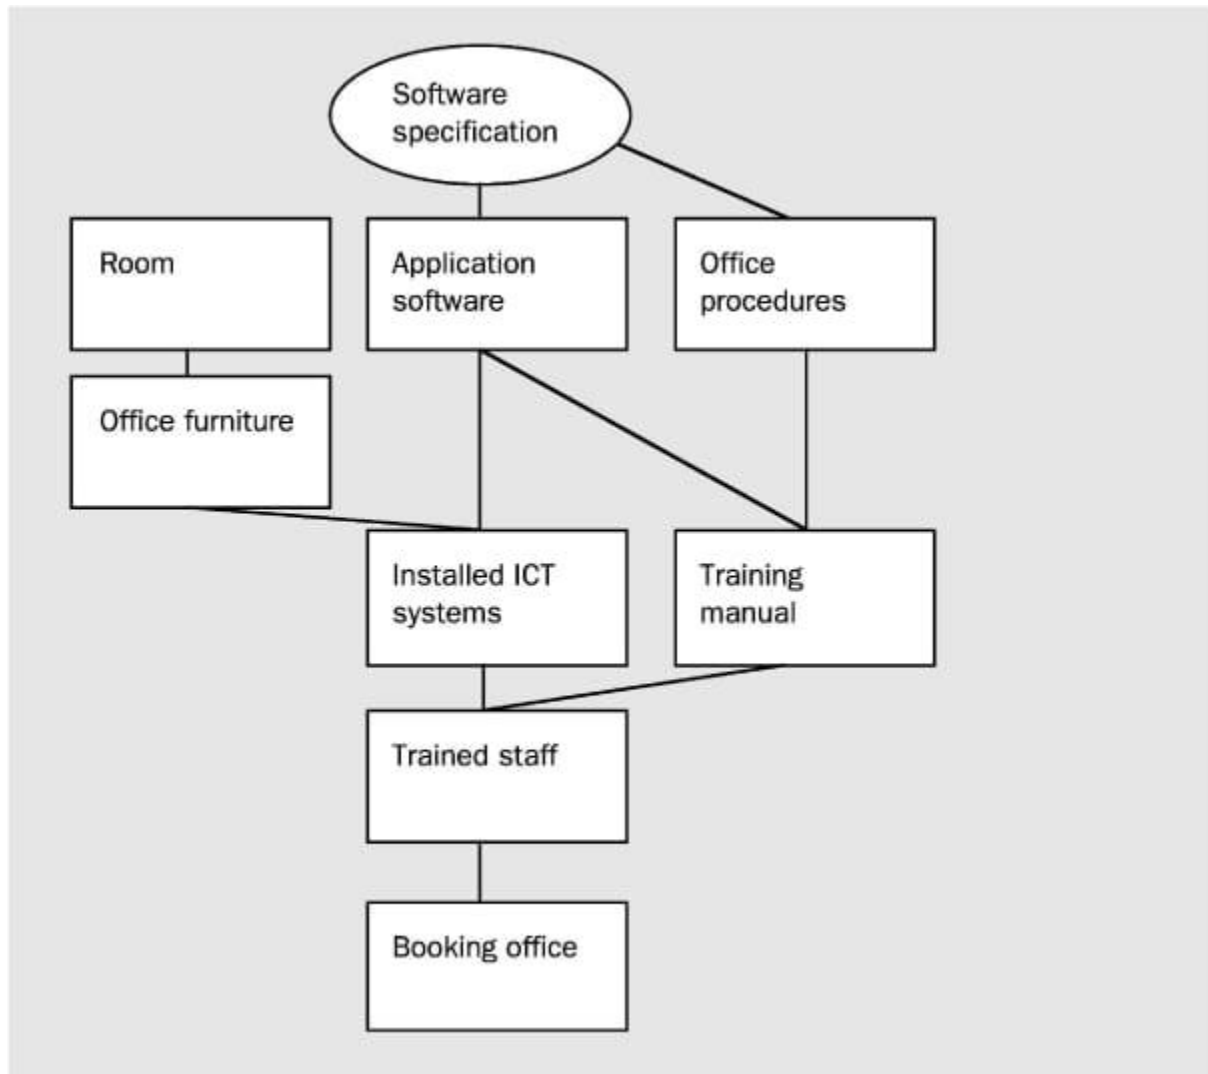 Software
specification
Room
Application
software
Office
procedures
Office furniture
Installed ICT
systems
Training
manual
Trained staff
Booking office